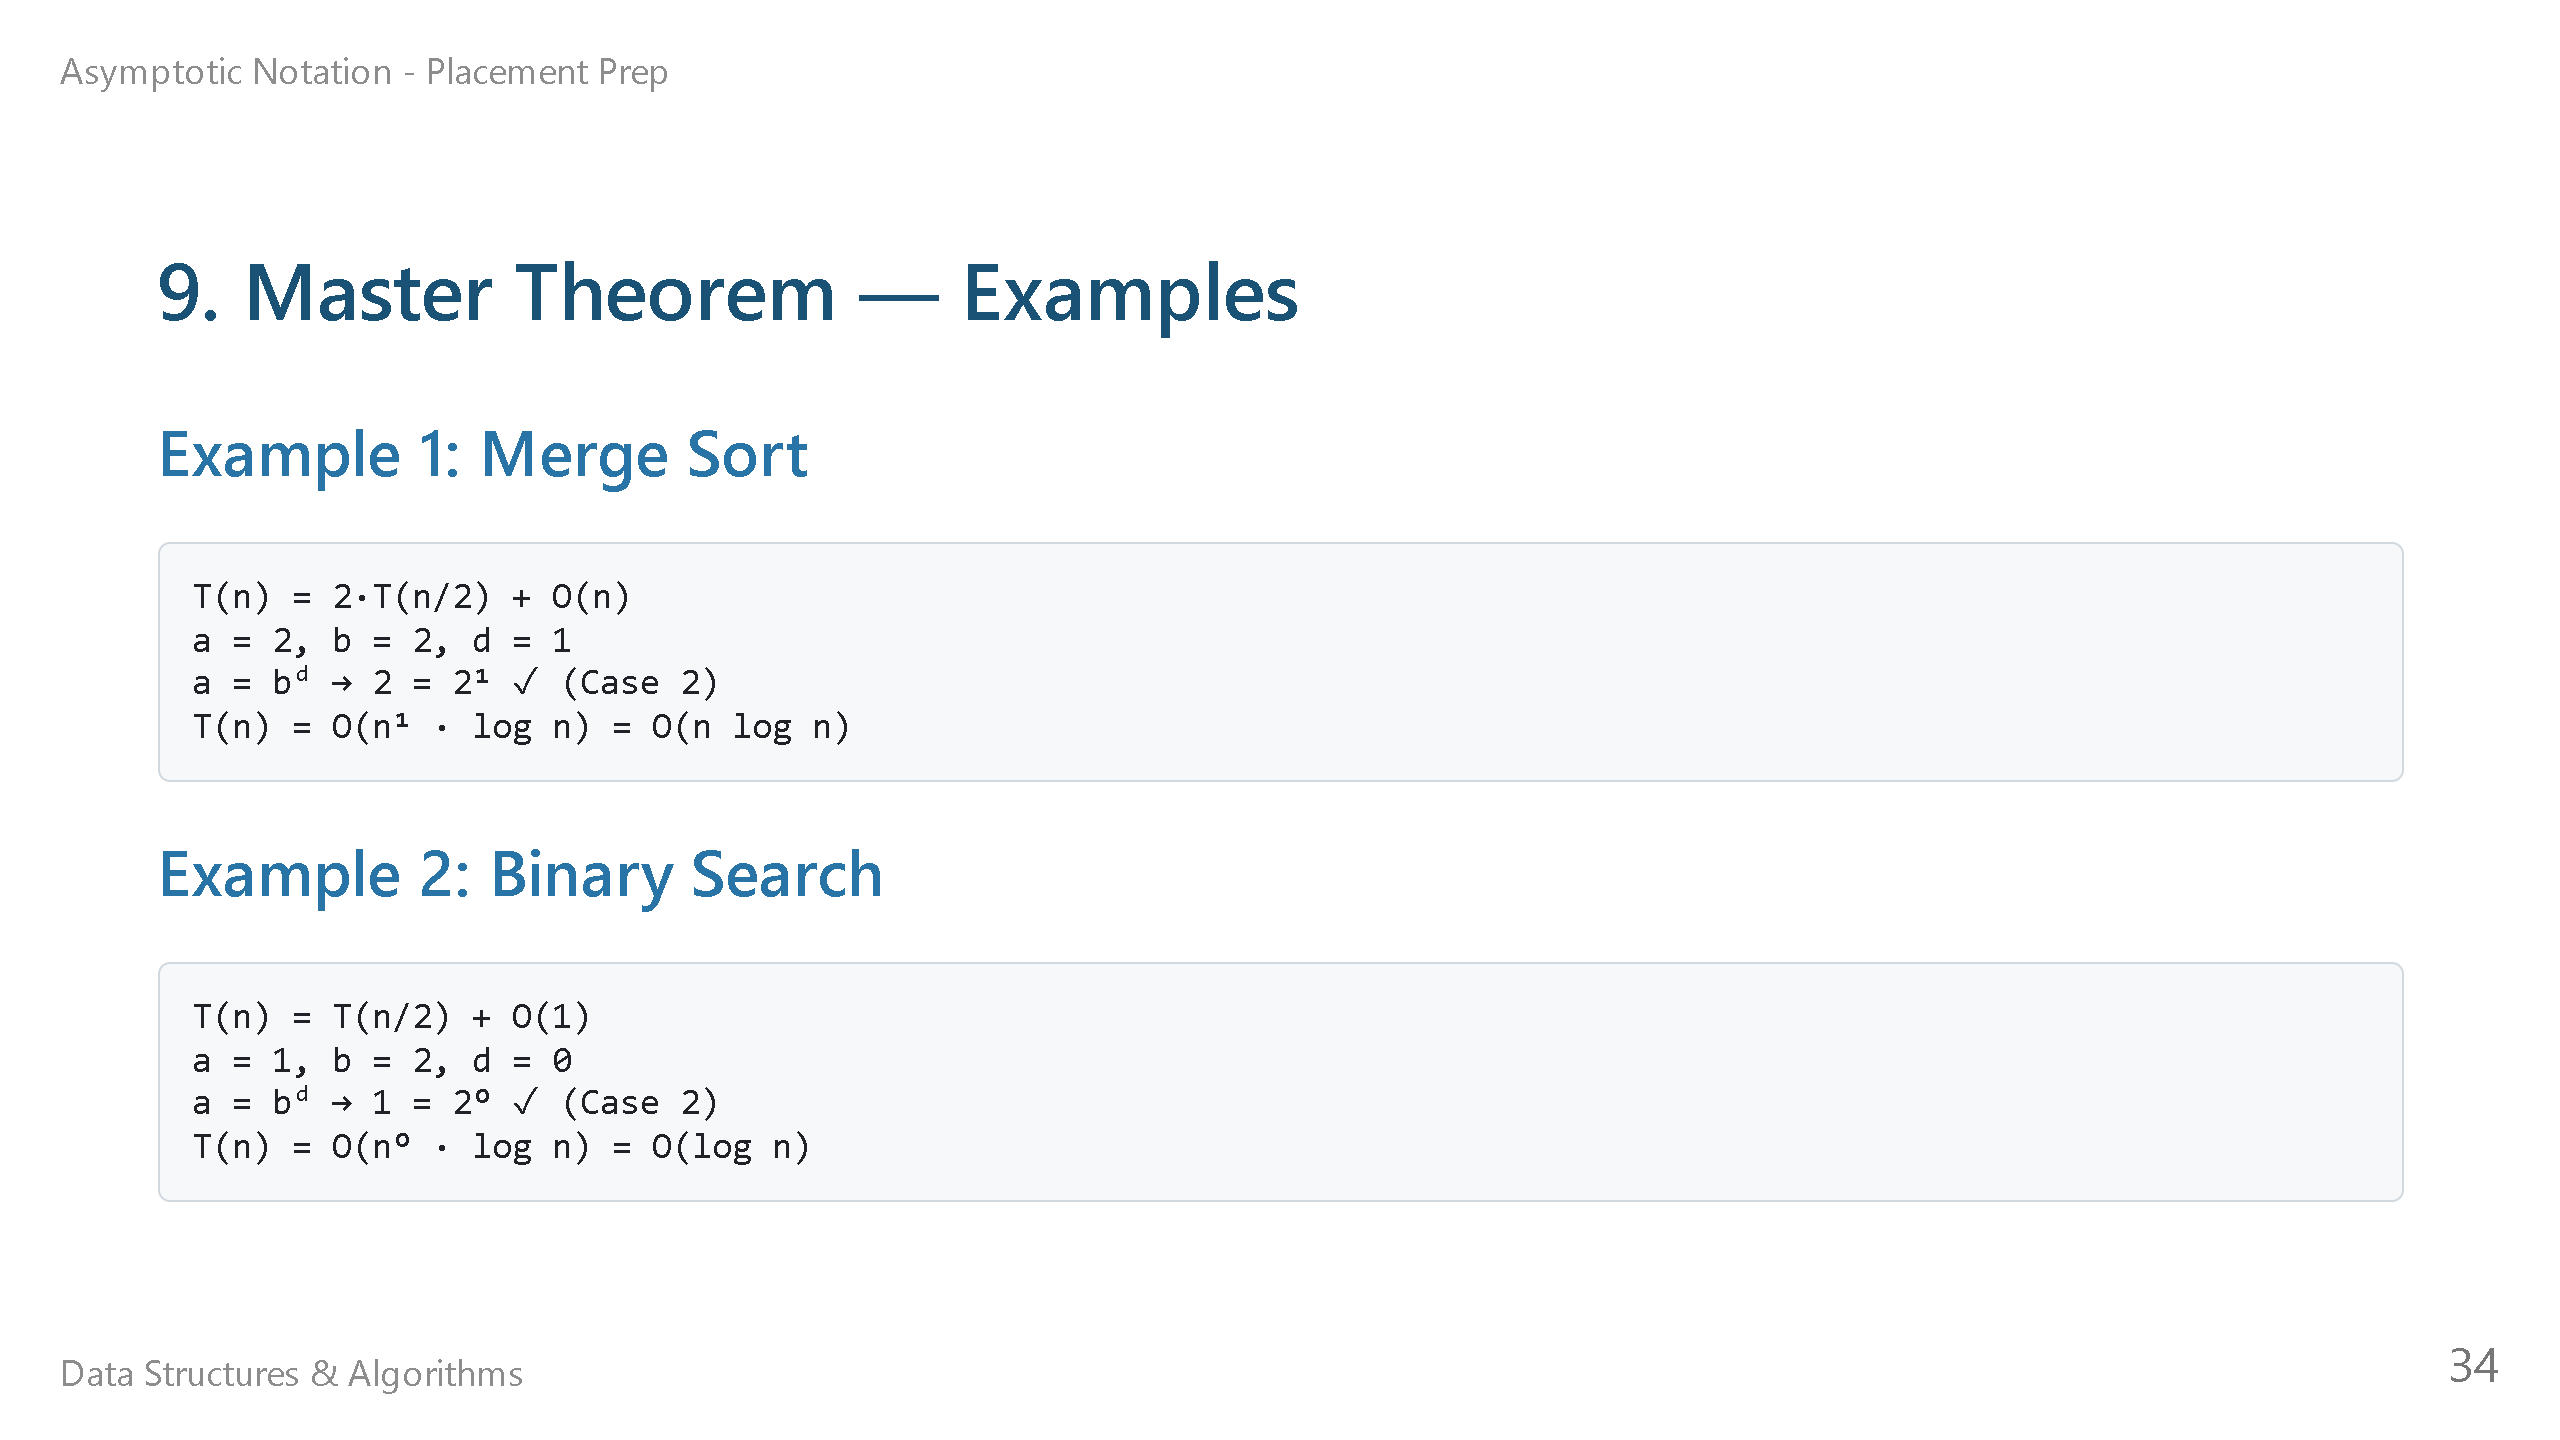 Asymptotic Notation - Placement Prep
9. Master Theorem — Examples
Example 1: Merge Sort
T(n) = 2·T(n/2) + O(n)
a = 2, b = 2, d = 1
a = bᵈ → 2 = 2¹ ✓ (Case 2)
T(n) = O(n¹ · log n) = O(n log n)
Example 2: Binary Search
T(n) = T(n/2) + O(1)
a = 1, b = 2, d = 0
a = bᵈ → 1 = 2⁰ ✓ (Case 2)
T(n) = O(n⁰ · log n) = O(log n)
Data Structures & Algorithms
34